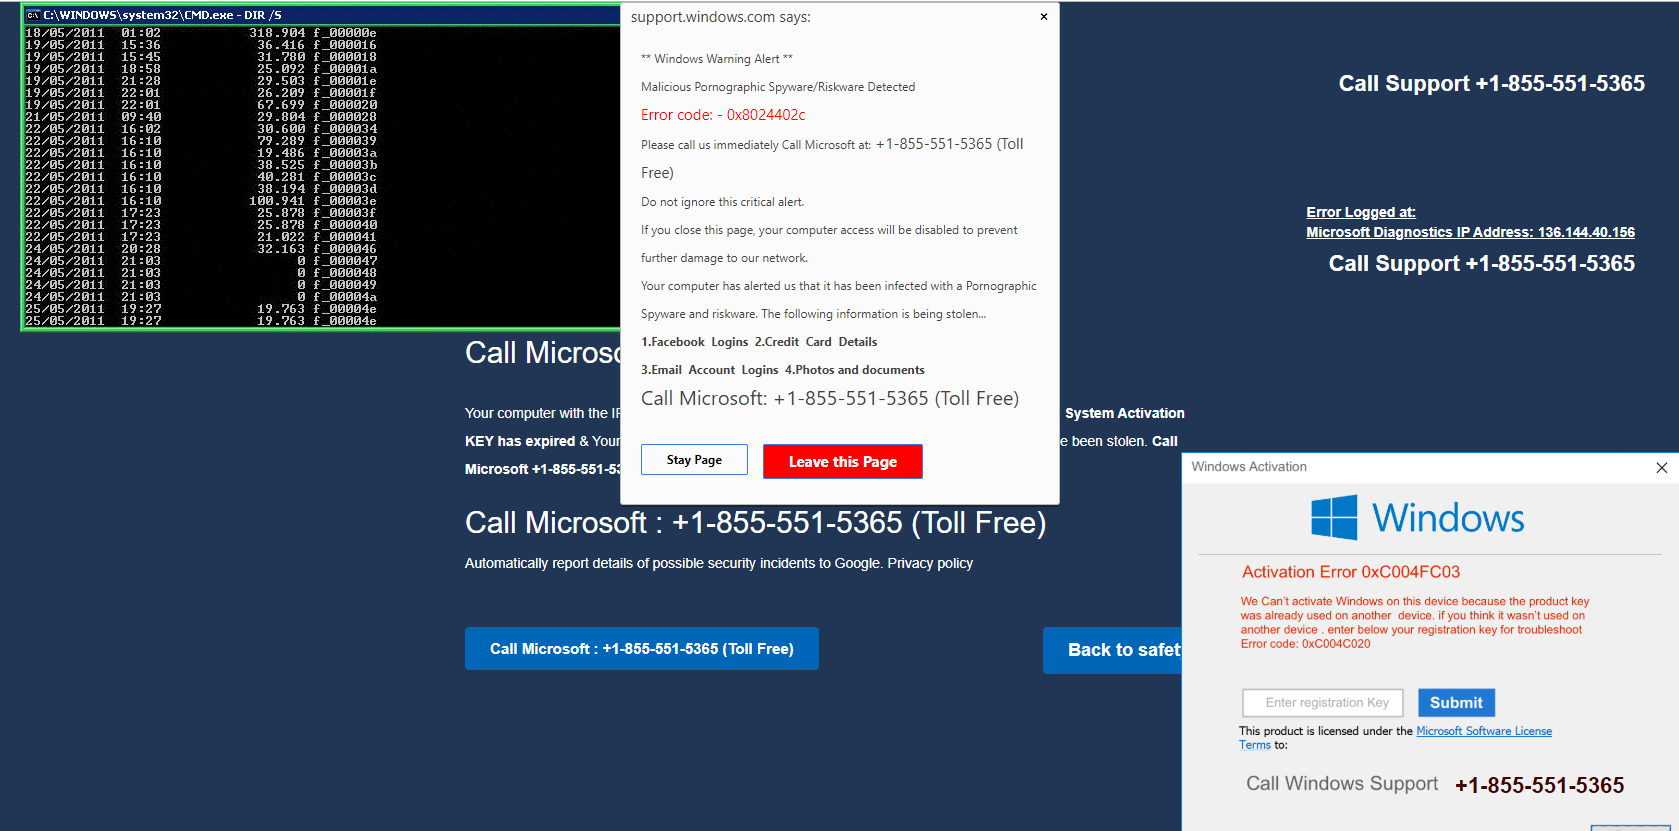 C:\WINDOWS\system32\CMD.exe - DIR /S
18/05/2011 01:02 318.904 f_00000e
19/05/2011 15:36 36.416 f_000016
19/05/2011 15:45 31.780 f_000018
19/05/2011 18:58 25.092 f_00001a
19/05/2011 21:28 29.503 f_00001e
19/05/2011 22:01 26.209 f_00001f
19/05/2011 22:01 67.699 f_000020
21/05/2011 09:40 29.804 f_000028
22/05/2011 16:02 30.600 f_000034
22/05/2011 16:10 79.289 f_000039
22/05/2011 16:10 19.486 f_00003a
22/05/2011 16:10 38.525 f_00003b
22/05/2011 16:10 40.281 f_00003c
22/05/2011 16:10 38.194 f_00003d
22/05/2011 16:10 100.941 f_00003e
22/05/2011 17:23 25.878 f_00003f
22/05/2011 17:23 25.878 f_000040
22/05/2011 17:23 21.022 f_000041
24/05/2011 20:28 32.163 f_000046
24/05/2011 21:03 0 f_000047
24/05/2011 21:03 0 f_000048
24/05/2011 21:03 0 f_000049
24/05/2011 21:03 0 f_00004a
25/05/2011 19:27 19.763 f_00004e
25/05/2011 19:27 19.763 f_00004e
support.windows.com says:
** Windows Warning Alert **
Malicious Pornographic Spyware/Riskware Detected
Error code: - 0x8024402c
Please call us immediately Call Microsoft at: +1-855-551-5365 (Toll
Free)
Do not ignore this critical alert.
If you close this page, your computer access will be disabled to prevent
further damage to our network.
Your computer has alerted us that it has been infected with a Pornographic
Spyware and riskware. The following information is being stolen...
1.Facebook Logins 2.Credit Card Details
3.Email Account Logins 4.Photos and documents
Call Microsoft: +1-855-551-5365 (Toll Free)
Stay Page
Leave this Page
Call Support +1-855-551-5365
Error Logged at:
Microsoft Diagnostics IP Address: 136.144.40.156
Call Support +1-855-551-5365
Call Microso
Your computer with the IP System Activation
KEY has expired & Your e been stolen. Call
Microsoft +1-855-551-53
Call Microsoft : +1-855-551-5365 (Toll Free)
Automatically report details of possible security incidents to Google. Privacy policy
Call Microsoft : +1-855-551-5365 (Toll Free)
Back to safety
Windows Activation
Windows
Activation Error 0xC004FC03
We Can't activate Windows on this device because the product key
was already used on another device. if you think it wasn't used on
another device . enter below your registration key for troubleshoot
Error code: 0xC004C020
Enter registration Key
Submit
This product is licensed under the Microsoft Software License
Terms to:
Call Windows Support +1-855-551-5365